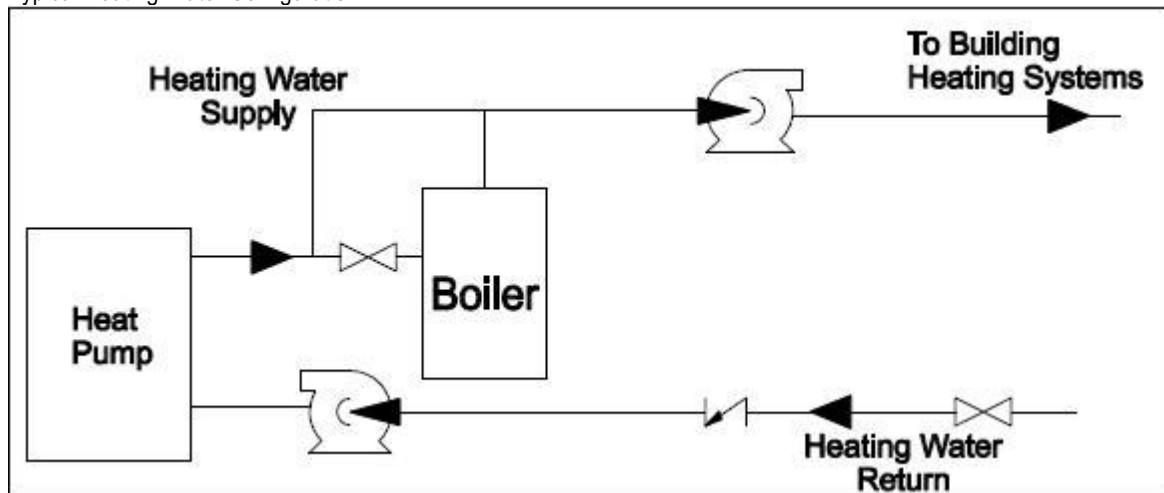 Heating Water
Supply
To Building
Heating Systems
Heat
Pump
Boiler
Heating Water
Return